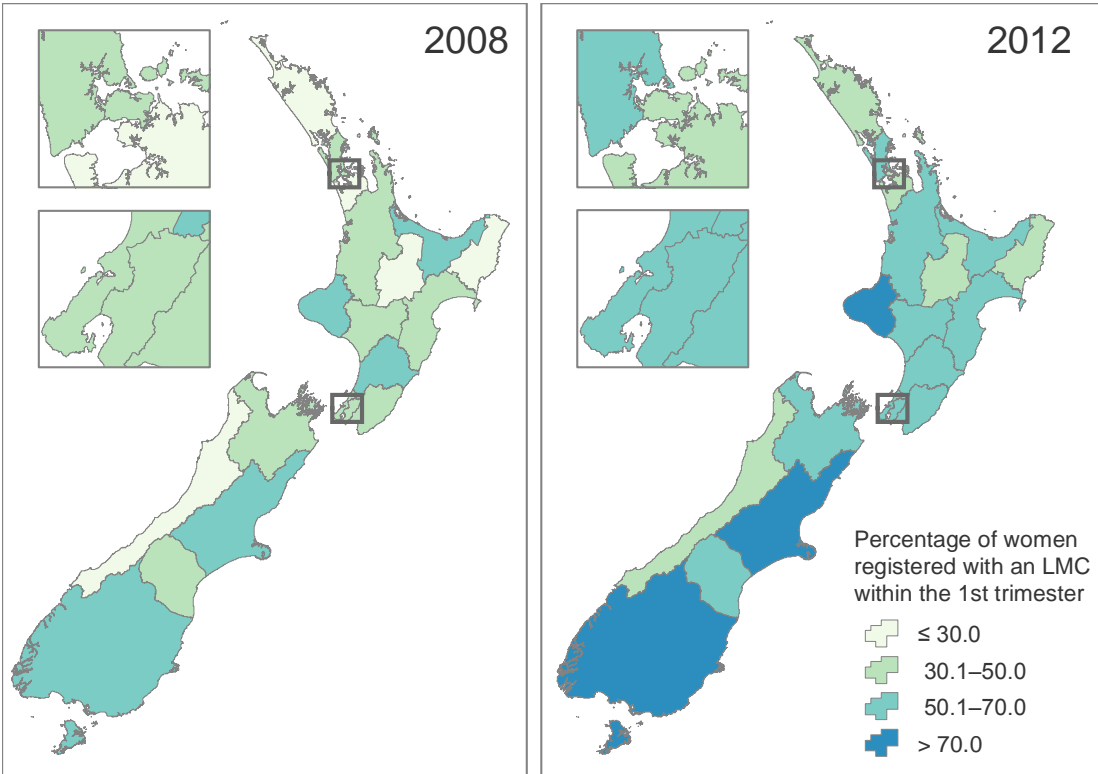 2008
2012
Percentage of women
registered with an LMC
within the 1st trimester
≤ 30.0
30.1–50.0
50.1–70.0
> 70.0